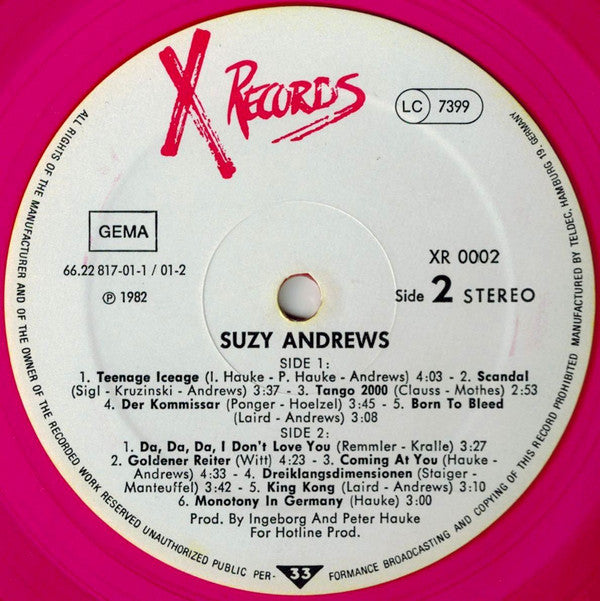 X RECORDS
LC 7399
GEMA
66.22 817-01-1 / 01-2
℗ 1982
XR 0002
Side 2 STEREO
SUZY ANDREWS
SIDE 1:
1. Teenage Iceage (I. Hauke - P. Hauke - Andrews) 4:03 - 2. Scandal
(Sigl - Kruzinski - Andrews) 3:37 - 3. Tango 2000 (Clauss - Mothes) 2:53
4. Der Kommissar (Ponger - Hoelzel) 3:45 - 5. Born To Bleed
(Laird - Andrews) 3:08
SIDE 2:
1. Da, Da, Da, I Don't Love You (Remmler - Kralle) 3:27
2. Goldener Reiter (Witt) 4:23 - 3. Coming At You (Hauke -
Andrews) 4:33 - 4. Dreiklangsdimensionen (Staiger -
Manteuffel) 3:42 - 5. King Kong (Laird - Andrews) 3:10
6. Monotony In Germany (Hauke) 3:00
Prod. By Ingeborg And Peter Hauke
For Hotline Prod.
ALL RIGHTS OF THE MANUFACTURER AND OF THE OWNER OF THE RECORDED WORK RESERVED UNAUTHORIZED PUBLIC PER- 33 FORMANCE BROADCASTING AND COPYING OF THIS RECORD PROHIBITED MANUFACTURED BY TELDEC, HAMBURG 19. GERMANY